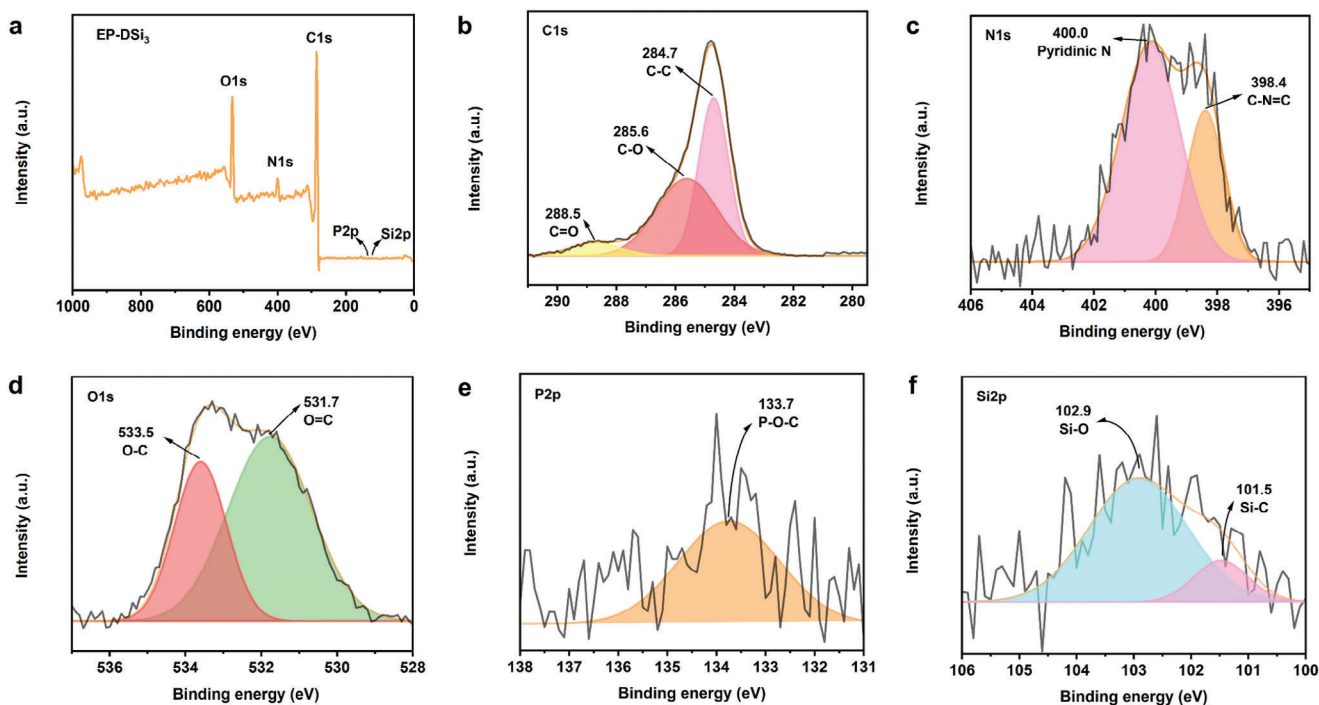 a
EP-DSi₃
C1s
O1s
N1s
P2p
Si2p
Intensity (a.u.)
1000
800
600
400
200
0
Binding energy (eV)
b
C1s
284.7
C-C
285.6
C-O
288.5
C=O
Intensity (a.u.)
290
288
286
284
282
280
Binding energy (eV)
c
N1s
400.0
Pyridinic N
398.4
C-N=C
Intensity (a.u.)
406
404
402
400
398
396
Binding energy (eV)
d
O1s
531.7
O=C
533.5
O-C
Intensity (a.u.)
536
534
532
530
528
Binding energy (eV)
e
P2p
133.7
P-O-C
Intensity (a.u.)
138
137
136
135
134
133
132
131
Binding energy (eV)
f
Si2p
102.9
Si-O
101.5
Si-C
Intensity (a.u.)
106
105
104
103
102
101
100
Binding energy (eV)